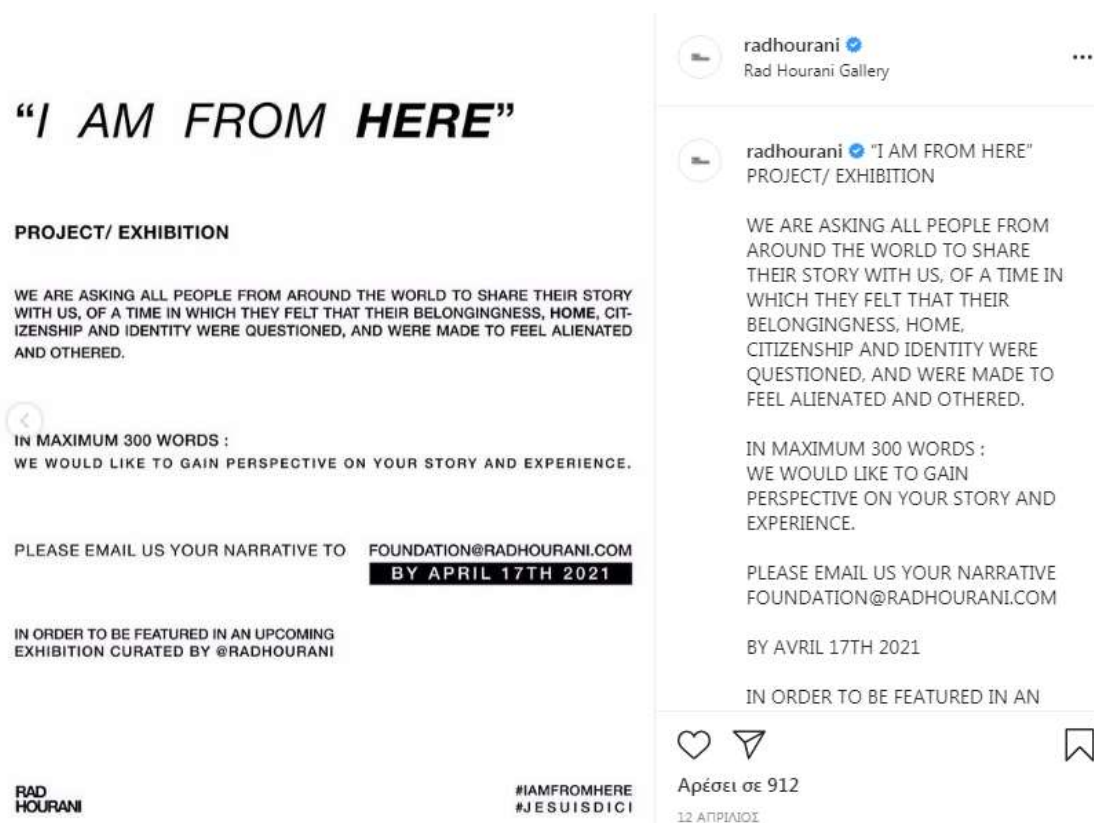 “I AM FROM HERE”
PROJECT/ EXHIBITION
WE ARE ASKING ALL PEOPLE FROM AROUND THE WORLD TO SHARE THEIR STORY
WITH US, OF A TIME IN WHICH THEY FELT THAT THEIR BELONGINGNESS, HOME, CIT-
IZENSHIP AND IDENTITY WERE QUESTIONED, AND WERE MADE TO FEEL ALIENATED
AND OTHERED.
IN MAXIMUM 300 WORDS :
WE WOULD LIKE TO GAIN PERSPECTIVE ON YOUR STORY AND EXPERIENCE.
PLEASE EMAIL US YOUR NARRATIVE TO FOUNDATION@RADHOURANI.COM
BY APRIL 17TH 2021
IN ORDER TO BE FEATURED IN AN UPCOMING
EXHIBITION CURATED BY @RADHOURANI
RAD
HOURANI
#IAMFROMHERE
#JESUISDICI
radhourani
Rad Hourani Gallery
radhourani “I AM FROM HERE”
PROJECT/ EXHIBITION
WE ARE ASKING ALL PEOPLE FROM
AROUND THE WORLD TO SHARE
THEIR STORY WITH US, OF A TIME IN
WHICH THEY FELT THAT THEIR
BELONGINGNESS, HOME,
CITIZENSHIP AND IDENTITY WERE
QUESTIONED, AND WERE MADE TO
FEEL ALIENATED AND OTHERED.
IN MAXIMUM 300 WORDS :
WE WOULD LIKE TO GAIN
PERSPECTIVE ON YOUR STORY AND
EXPERIENCE.
PLEASE EMAIL US YOUR NARRATIVE
FOUNDATION@RADHOURANI.COM
BY AVRIL 17TH 2021
IN ORDER TO BE FEATURED IN AN
Αρέσει σε 912
12 ΑΠΡΙΛΙΟΣ